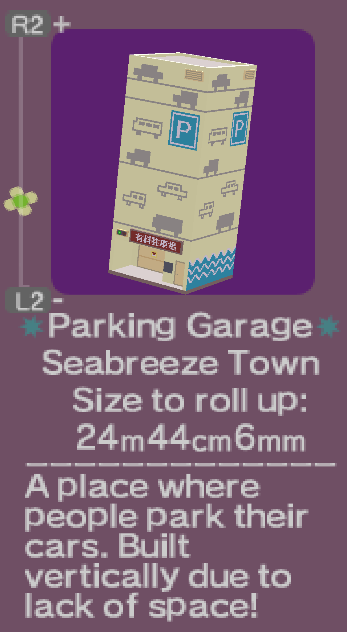 R2 +
P
P
有料駐車場
L2 -
Parking Garage
Seabreeze Town
Size to roll up:
24m44cm6mm
A place where
people park their
cars. Built
vertically due to
lack of space!